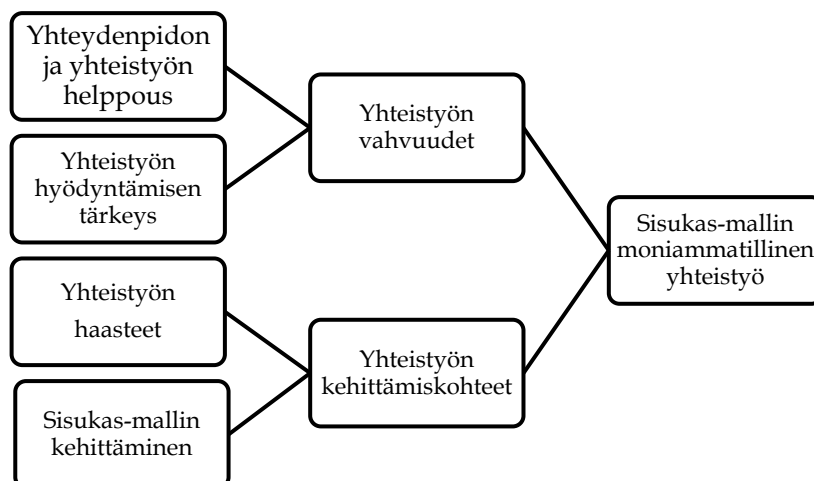 Yhteydenpidon
ja yhteistyön
helppous
Yhteistyön
hyödyntämisen
tärkeys
Yhteistyön
haasteet
Sisukas-mallin
kehittäminen
Yhteistyön
vahvuudet
Yhteistyön
kehittämiskohteet
Sisukas-mallin
moniammatillinen
yhteistyö